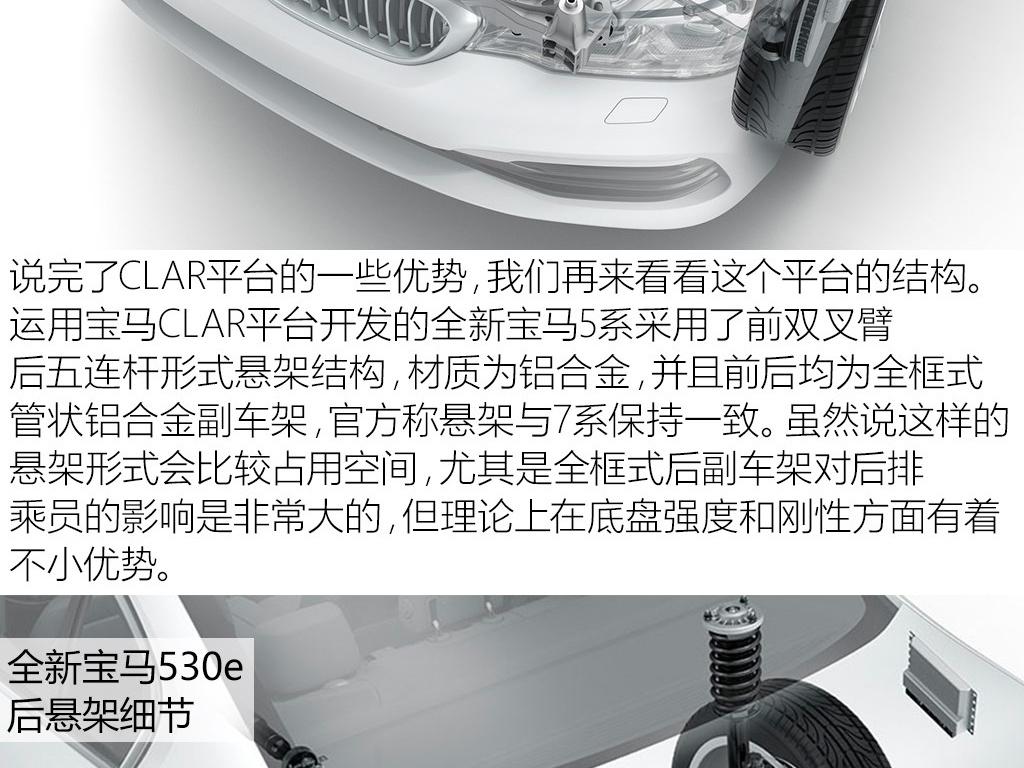 说完了CLAR平台的一些优势,我们再来看看这个平台的结构。
运用宝马CLAR平台开发的全新宝马5系采用了前双叉臂
后五连杆形式悬架结构,材质为铝合金,并且前后均为全框式
管状铝合金副车架,官方称悬架与7系保持一致。虽然说这样的
悬架形式会比较占用空间,尤其是全框式后副车架对后排
乘员的影响是非常大的,但理论上在底盘强度和刚性方面有着
不小优势。
全新宝马530e
后悬架细节